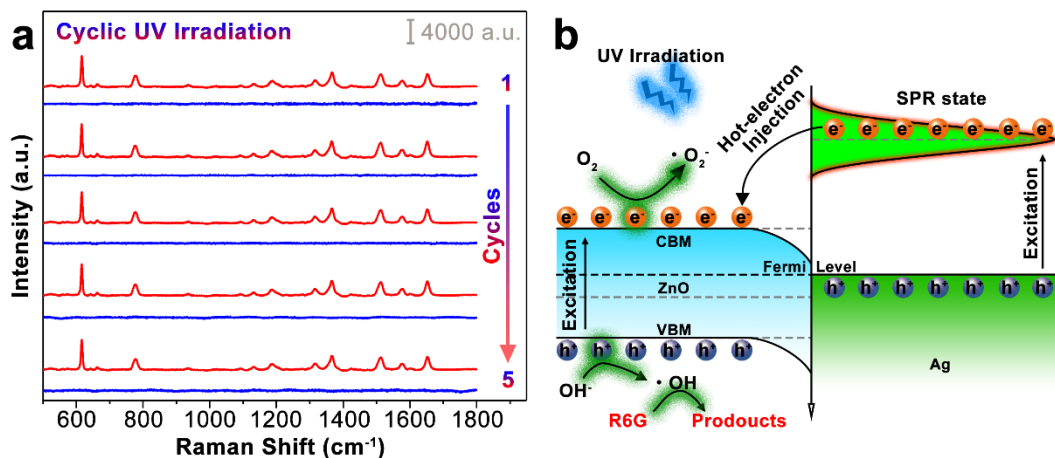 a
Cyclic UV Irradiation
4000 a.u.
1
Cycles
5
Intensity (a.u.)
600 800 1000 1200 1400 1600 1800
Raman Shift (cm⁻¹)
b
UV Irradiation
SPR state
Hot-electron
Injection
O₂
• O₂⁻
e⁻ e⁻ e⁻ e⁻ e⁻ e⁻ e⁻
e⁻ e⁻ e⁻ e⁻ e⁻ e⁻
Excitation
CBM
Fermi Level
h⁺ h⁺ h⁺ h⁺ h⁺ h⁺ h⁺
ZnO
Excitation
VBM
h⁺ h⁺ h⁺ h⁺ h⁺ h⁺
Ag
OH⁻
• OH
R6G
Prodoucts